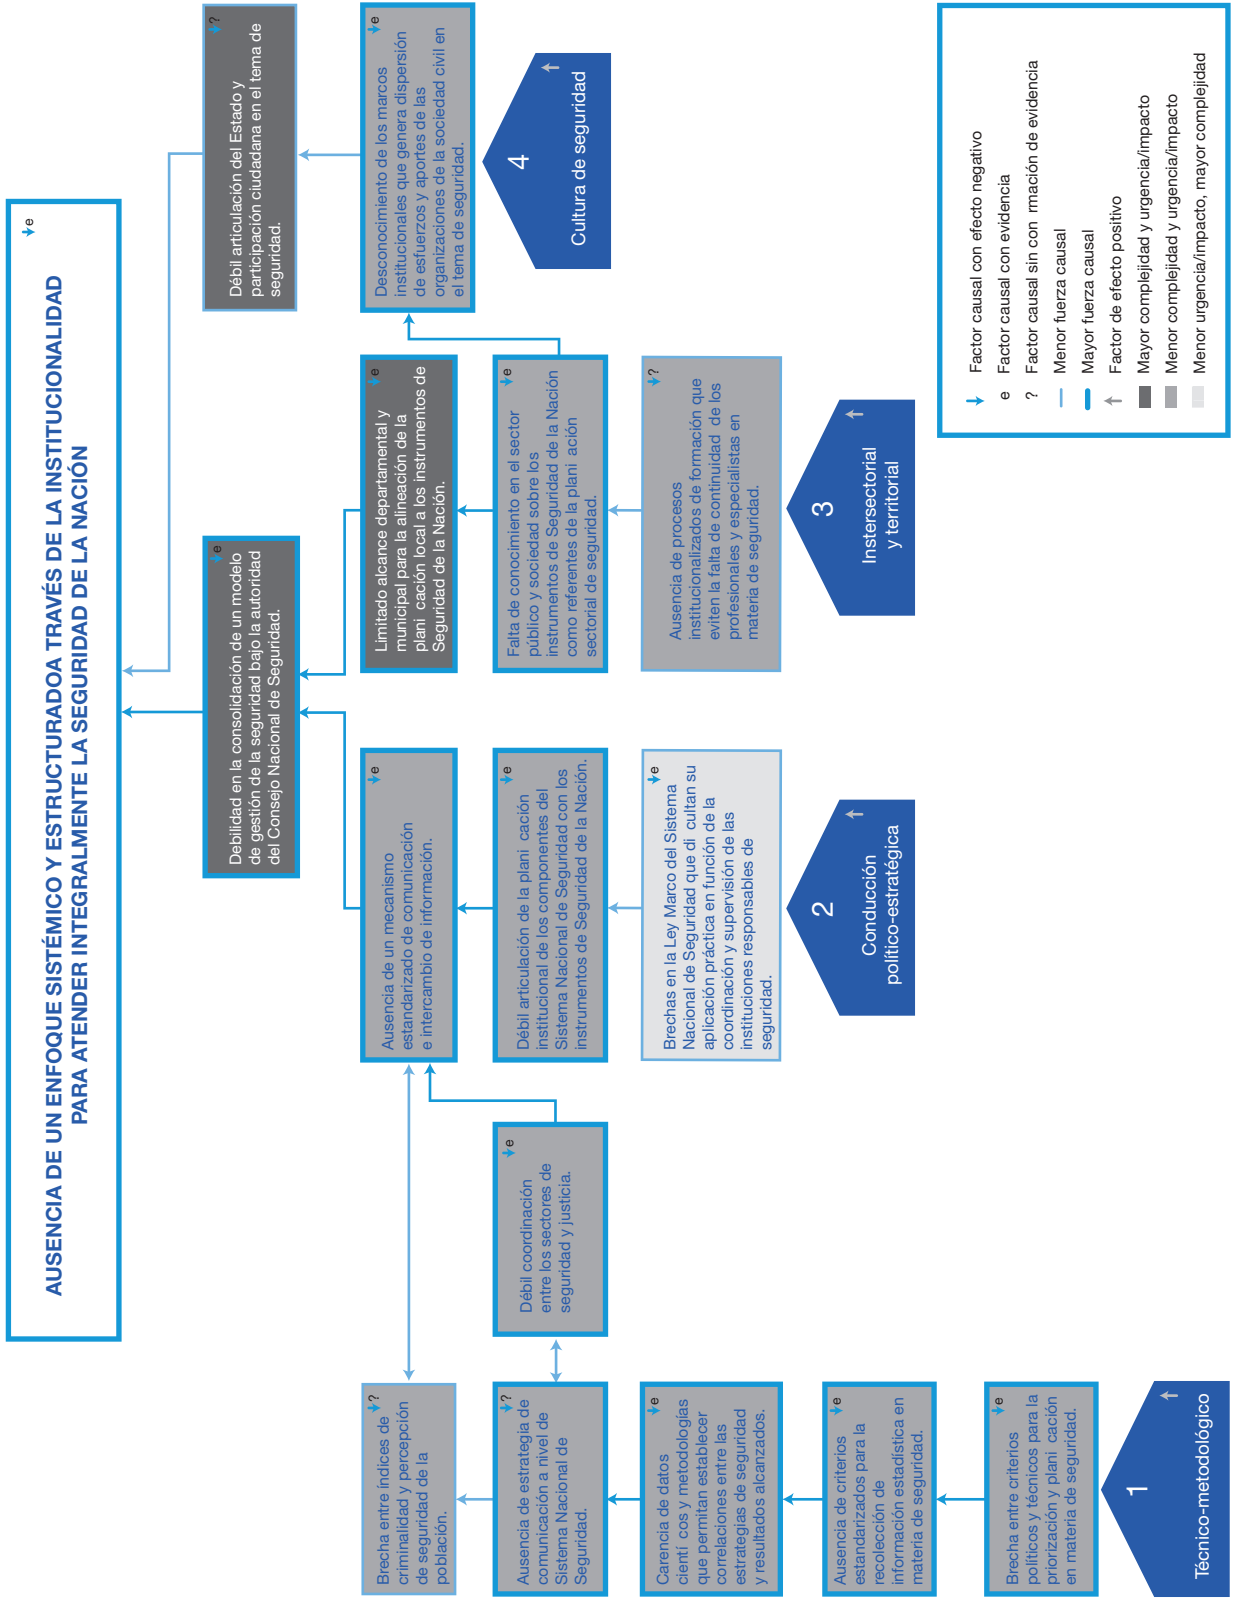 AUSENCIA DE UN ENFOQUE SISTÉMICO Y ESTRUCTURADOA TRAVÉS DE LA INSTITUCIONALIDAD
PARA ATENDER INTEGRALMENTE LA SEGURIDAD DE LA NACIÓN
e
Debilidad en la consolidación de un modelo
de gestión de la seguridad bajo la autoridad
del Consejo Nacional de Seguridad.
e
Débil articulación del Estado y
participación ciudadana en el tema de
seguridad.
?
Brecha entre índices de
criminalidad y percepción
de seguridad de la
población.
?
Ausencia de un mecanismo
estandarizado de comunicación
e intercambio de información.
e
Limitado alcance departamental y
municipal para la alineación de la
plani cación local a los instrumentos de
Seguridad de la Nación.
e
Desconocimiento de los marcos
institucionales que genera dispersión
de esfuerzos y aportes de las
organizaciones de la sociedad civil en
el tema de seguridad.
e
Ausencia de estrategia de
comunicación a nivel de
Sistema Nacional de
Seguridad.
?
Débil coordinación
entre los sectores de
seguridad y justicia.
e
Débil articulación de la plani cación
institucional de los componentes del
Sistema Nacional de Seguridad con los
instrumentos de Seguridad de la Nación.
e
Falta de conocimiento en el sector
público y sociedad sobre los
instrumentos de Seguridad de la Nación
como referentes de la plani ación
sectorial de seguridad.
e
4
Cultura de seguridad
Carencia de datos
cientí cos y metodologías
que permitan establecer
correlaciones entre las
estrategias de seguridad
y resultados alcanzados.
e
Brechas en la Ley Marco del Sistema
Nacional de Seguridad que di cultan su
aplicación práctica en función de la
coordinación y supervisión de las
instituciones responsables de
seguridad.
e
Ausencia de procesos
institucionalizados de formación que
eviten la falta de continuidad de los
profesionales y especialistas en
matería de seguridad.
?
Ausencia de criterios
estandarizados para la
recolección de
información estadística en
materia de seguridad.
e
2
Conducción
político-estratégica
3
Instersectorial
y territorial
Brecha entre criterios
políticos y técnicos para la
priorización y plani cación
en materia de seguridad.
e
1
Técnico-metodológico
Factor causal con efecto negativo
e Factor causal con evidencia
? Factor causal sin con rmación de evidencia
Menor fuerza causal
Mayor fuerza causal
Factor de efecto positivo
Mayor complejidad y urgencia/impacto
Menor complejidad y urgencia/impacto
Menor urgencia/impacto, mayor complejidad